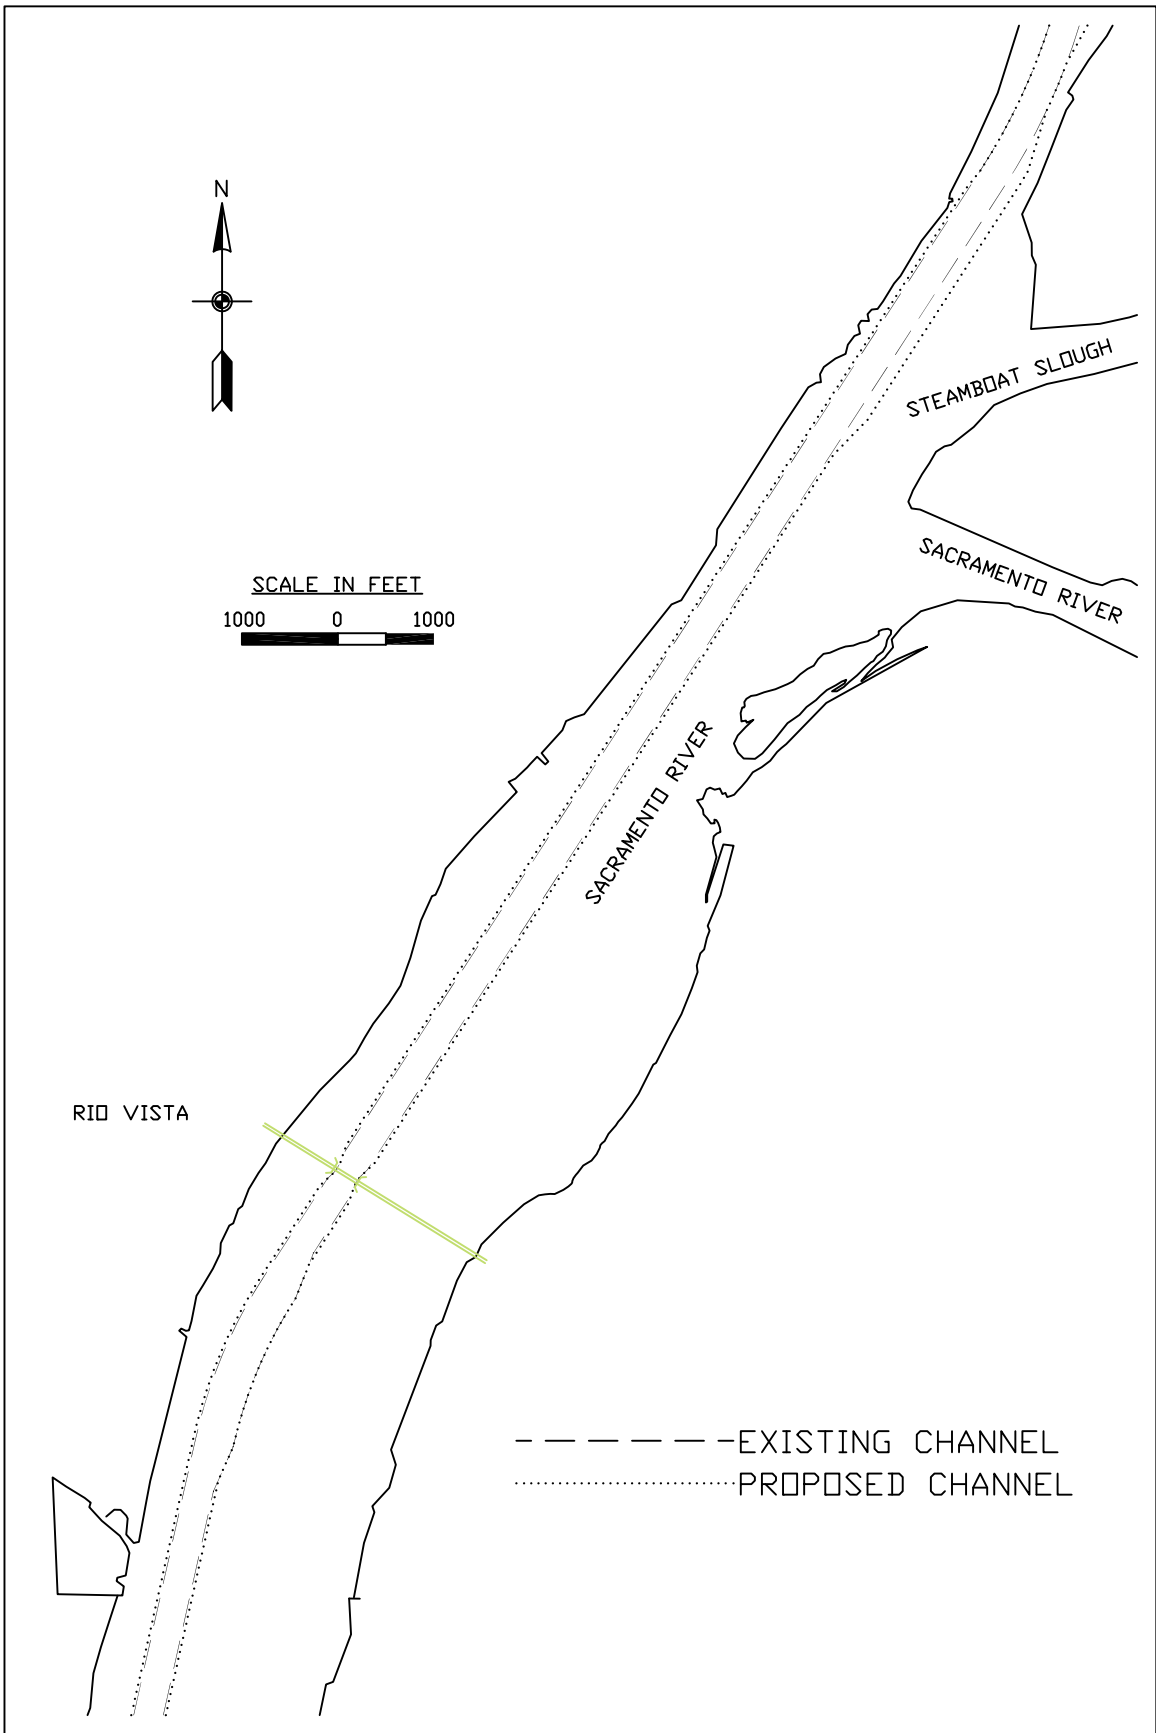 N
STEAMBOAT SLOUGH
SACRAMENTO RIVER
SCALE IN FEET
1000 0 1000
SACRAMENTO RIVER
RIO VISTA
EXISTING CHANNEL
PROPOSED CHANNEL